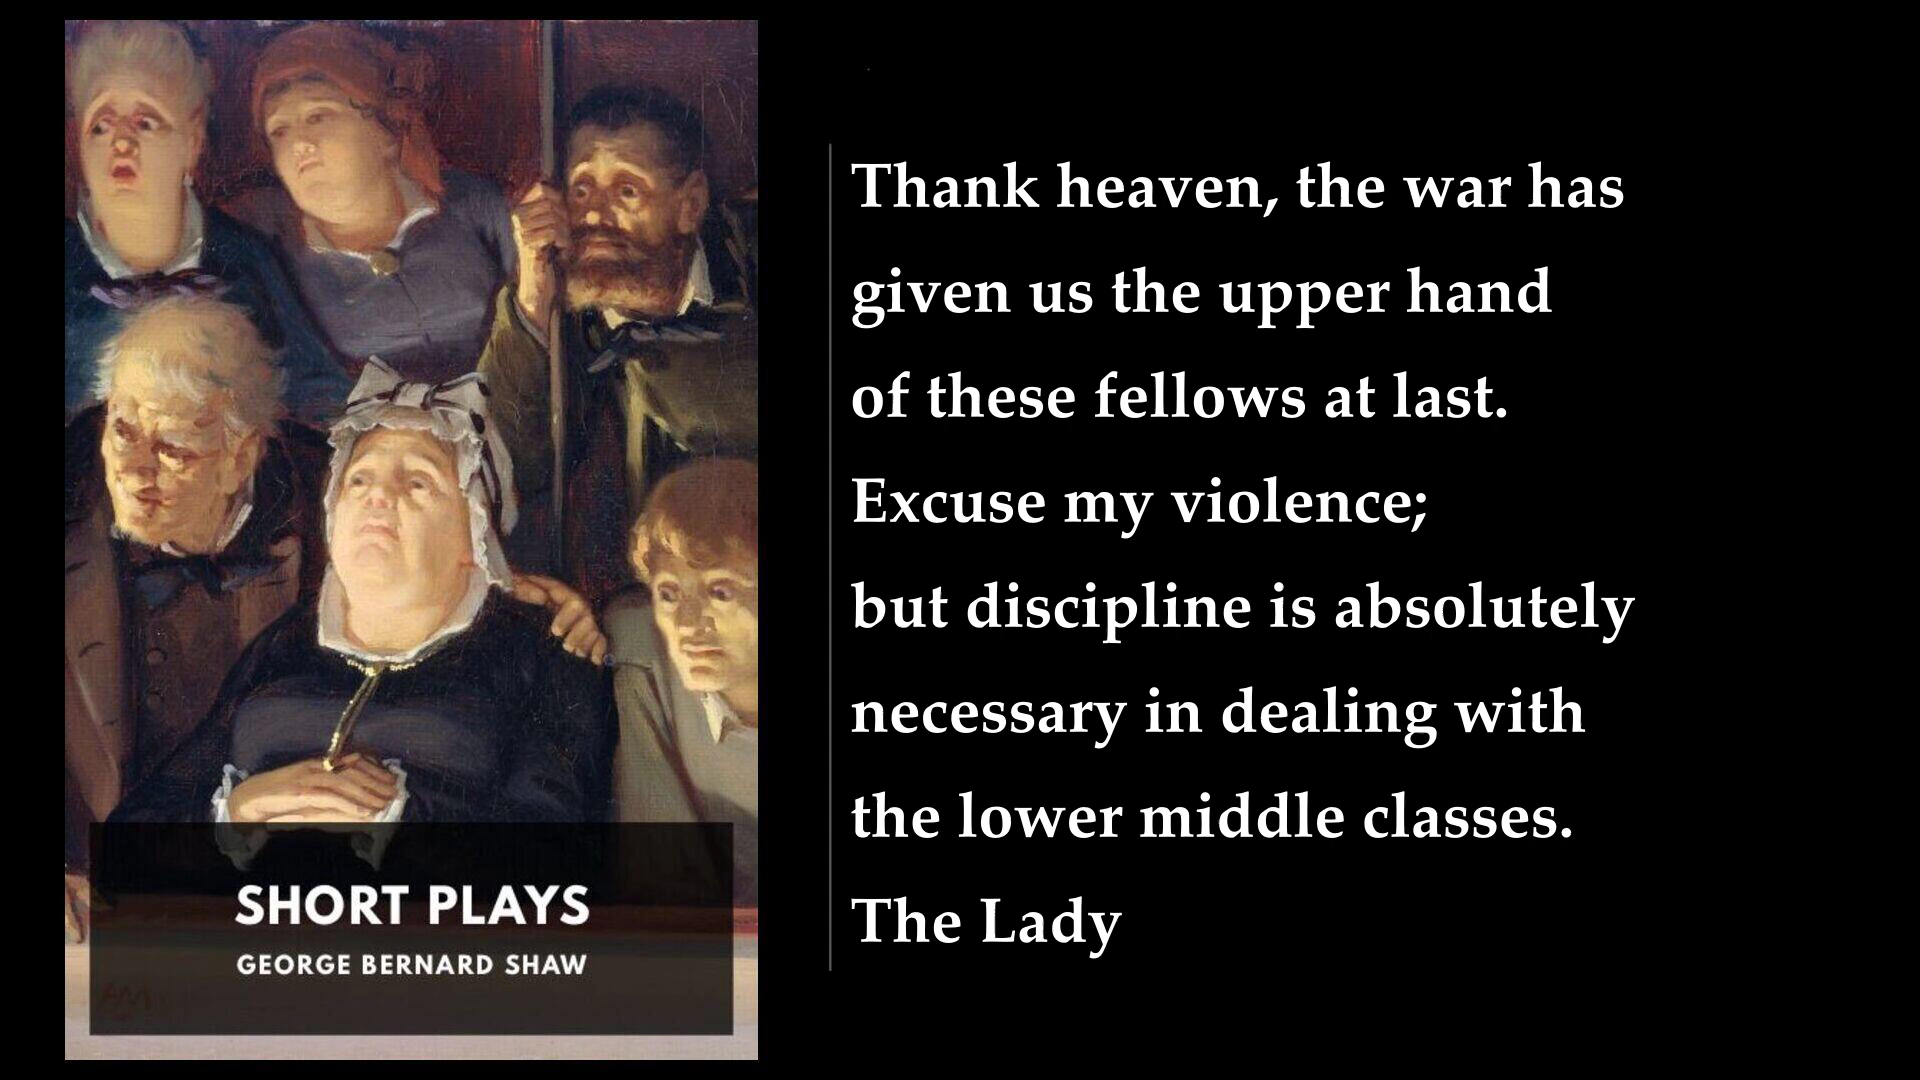 SHORT PLAYS
GEORGE BERNARD SHAW
Thank heaven, the war has
given us the upper hand
of these fellows at last.
Excuse my violence;
but discipline is absolutely
necessary in dealing with
the lower middle classes.
The Lady